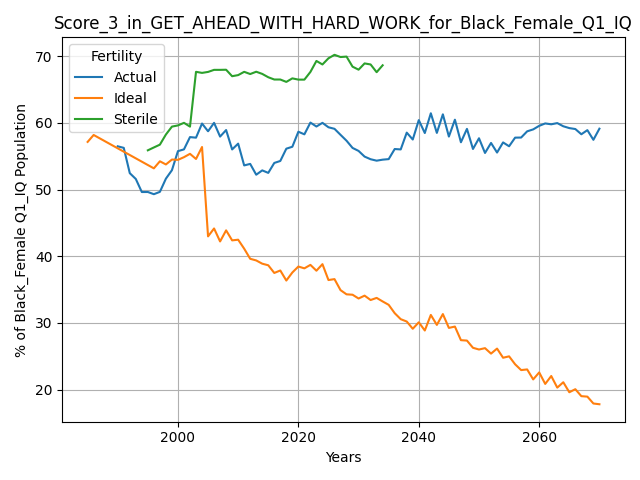 Score_3_in_GET_AHEAD_WITH_HARD_WORK_for_Black_Female_Q1_IQ
Fertility
Actual
Ideal
Sterile
% of Black_Female Q1_IQ Population
70
60
50
40
30
20
2000
2020
2040
2060
Years